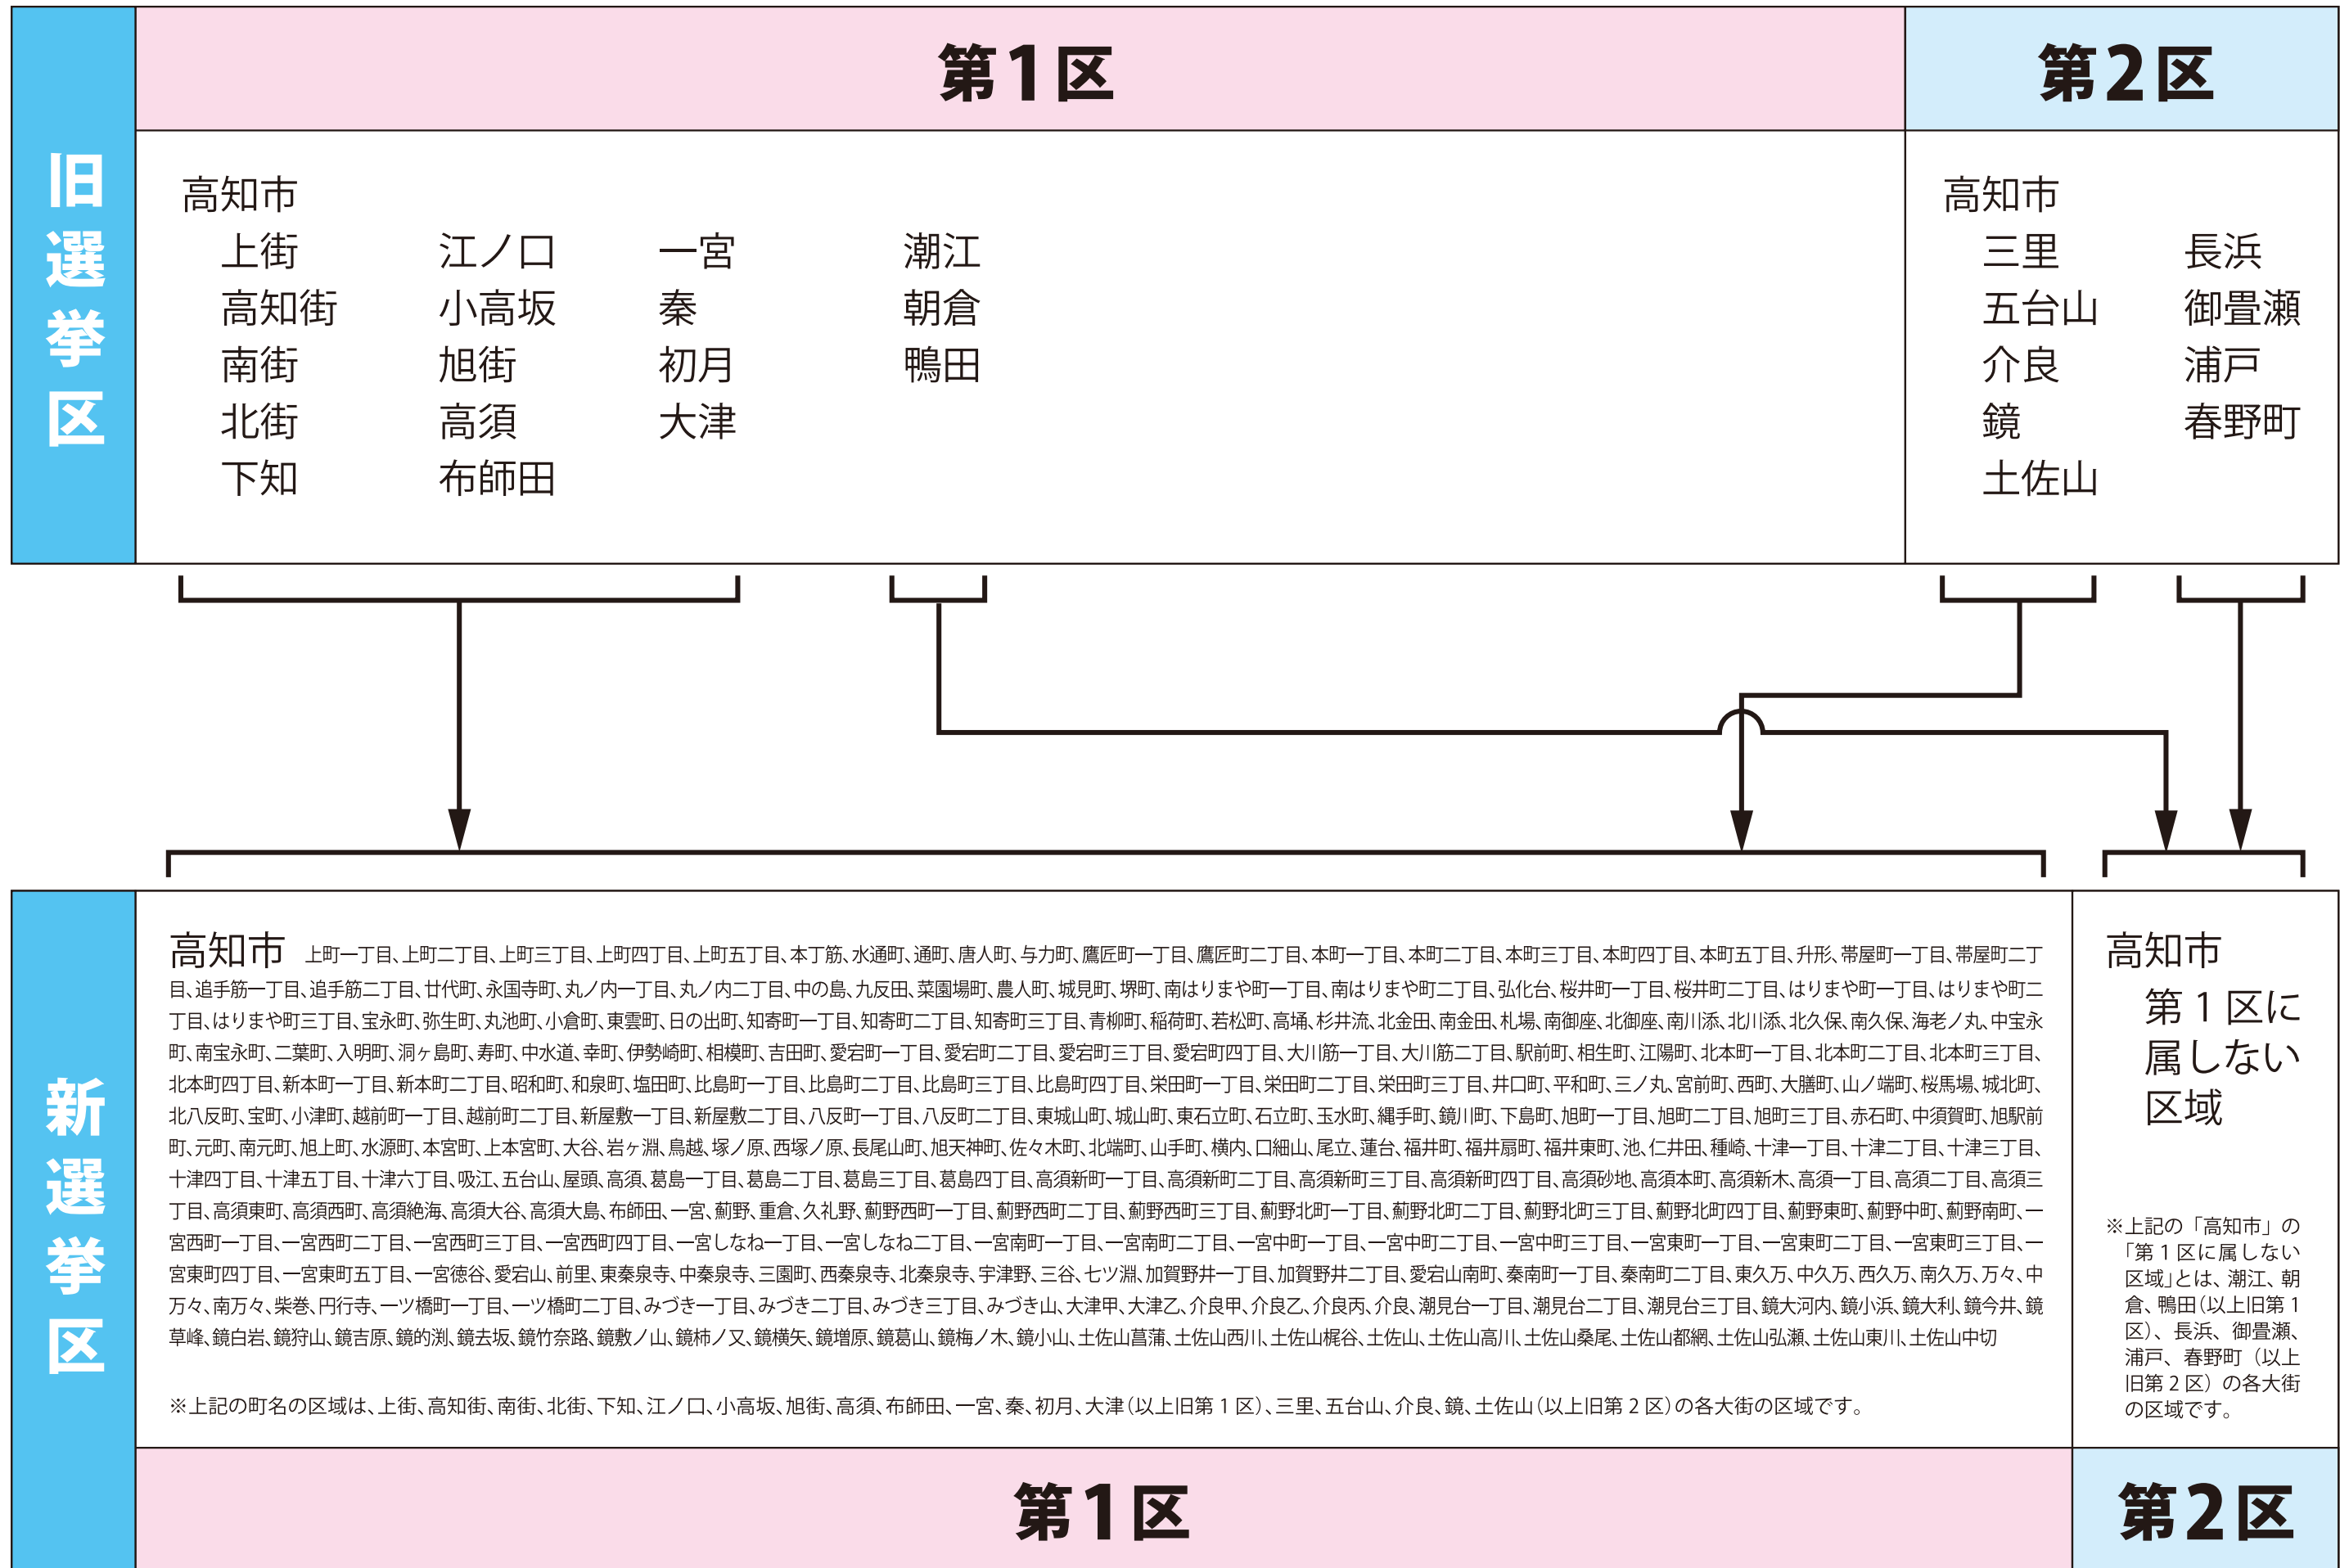 旧選挙区
第1区
第2区
高知市
上街 江ノ口 一宮 潮江
高知街 小高坂 秦 朝倉
南街 旭街 初月 鴨田
北街 高須 大津
下知 布師田
高知市
三里 長浜
五台山 御畳瀬
介良 浦戸
鏡 春野町
土佐山
新選挙区
高知市 上町一丁目、上町二丁目、上町三丁目、上町四丁目、上町五丁目、本丁筋、水通町、通町、唐人町、与力町、鷹匠町一丁目、鷹匠町二丁目、本町一丁目、本町二丁目、本町三丁目、本町四丁目、本町五丁目、升形、帯屋町一丁目、帯屋町二丁
目、追手筋一丁目、追手筋二丁目、廿代町、永国寺町、丸ノ内一丁目、丸ノ内二丁目、中の島、九反田、菜園場町、農人町、城見町、堺町、南はりまや町一丁目、南はりまや町二丁目、弘化台、桜井町一丁目、桜井町二丁目、はりまや町一丁目、はりまや町二
丁目、はりまや町三丁目、宝永町、弥生町、丸池町、小倉町、東雲町、日の出町、知寄町一丁目、知寄町二丁目、知寄町三丁目、青柳町、稲荷町、若松町、高埇、杉井流、北金田、南金田、札場、南御座、北御座、南川添、北川添、北久保、南久保、海老ノ丸、中宝永
町、南宝永町、二葉町、入明町、洞ヶ島町、寿町、中水道、幸町、伊勢崎町、相模町、吉田町、愛宕町一丁目、愛宕町二丁目、愛宕町三丁目、愛宕町四丁目、大川筋一丁目、大川筋二丁目、駅前町、相生町、江陽町、北本町一丁目、北本町二丁目、北本町三丁目、
北本町四丁目、新本町一丁目、新本町二丁目、昭和町、和泉町、塩田町、比島町一丁目、比島町二丁目、比島町三丁目、比島町四丁目、栄田町一丁目、栄田町二丁目、栄田町三丁目、井口町、平和町、三ノ丸、宮前町、西町、大膳町、山ノ端町、桜馬場、城北町、
北八反町、宝町、小津町、越前町一丁目、越前町二丁目、新屋敷一丁目、新屋敷二丁目、八反町一丁目、八反町二丁目、東城山町、城山町、東石立町、石立町、玉水町、縄手町、鏡川町、下島町、旭町一丁目、旭町二丁目、旭町三丁目、赤石町、中須賀町、旭駅前
町、元町、南元町、旭上町、水源町、本宮町、上本宮町、大谷、岩ヶ淵、鳥越、塚ノ原、西塚ノ原、長尾山町、旭天神町、佐々木町、北端町、山手町、横内、口細山、尾立、蓮台、福井町、福井扇町、福井東町、池、仁井田、種崎、十津一丁目、十津二丁目、十津三丁目、
十津四丁目、十津五丁目、十津六丁目、吸江、五台山、屋頭、高須、葛島一丁目、葛島二丁目、葛島三丁目、葛島四丁目、高須新町一丁目、高須新町二丁目、高須新町三丁目、高須新町四丁目、高須砂地、高須本町、高須新木、高須一丁目、高須二丁目、高須三
丁目、高須東町、高須西町、高須絶海、高須大谷、高須大島、布師田、一宮、薊野、重倉、久礼野、薊野西町一丁目、薊野西町二丁目、薊野西町三丁目、薊野北町一丁目、薊野北町二丁目、薊野北町三丁目、薊野北町四丁目、薊野東町、薊野中町、薊野南町、一
宮西町一丁目、一宮西町二丁目、一宮西町三丁目、一宮西町四丁目、一宮しなね一丁目、一宮しなね二丁目、一宮南町一丁目、一宮南町二丁目、一宮中町一丁目、一宮中町二丁目、一宮中町三丁目、一宮東町一丁目、一宮東町二丁目、一宮東町三丁目、一
宮東町四丁目、一宮東町五丁目、一宮徳谷、愛宕山、前里、東秦泉寺、中秦泉寺、三園町、西秦泉寺、北秦泉寺、宇津野、三谷、七ツ淵、加賀野井一丁目、加賀野井二丁目、愛宕山南町、秦南町一丁目、秦南町二丁目、東久万、中久万、西久万、南久万、万々、中
万々、南万々、柴巻、円行寺、一ツ橋町一丁目、一ツ橋町二丁目、みづき一丁目、みづき二丁目、みづき三丁目、みづき山、大津甲、大津乙、介良甲、介良乙、介良丙、介良、潮見台一丁目、潮見台二丁目、潮見台三丁目、鏡大河内、鏡小浜、鏡大利、鏡今井、鏡
草峰、鏡白岩、鏡狩山、鏡吉原、鏡的渕、鏡去坂、鏡竹奈路、鏡敷ノ山、鏡柿ノ又、鏡横矢、鏡増原、鏡葛山、鏡梅ノ木、鏡小山、土佐山菖蒲、土佐山西川、土佐山梶谷、土佐山、土佐山高川、土佐山桑尾、土佐山都網、土佐山弘瀬、土佐山東川、土佐山中切
※上記の町名の区域は、上街、高知街、南街、北街、下知、江ノ口、小高坂、旭街、高須、布師田、一宮、秦、初月、大津（以上旧第1区）、三里、五台山、介良、鏡、土佐山（以上旧第2区）の各大街の区域です。
高知市
第1区に
属しない
区域
※上記の「高知市」の
「第1区に属しない
区域」とは、潮江、朝
倉、鴨田（以上旧第1
区）、長浜、御畳瀬、
浦戸、春野町（以上
旧第2区）の各大街
の区域です。
第1区
第2区